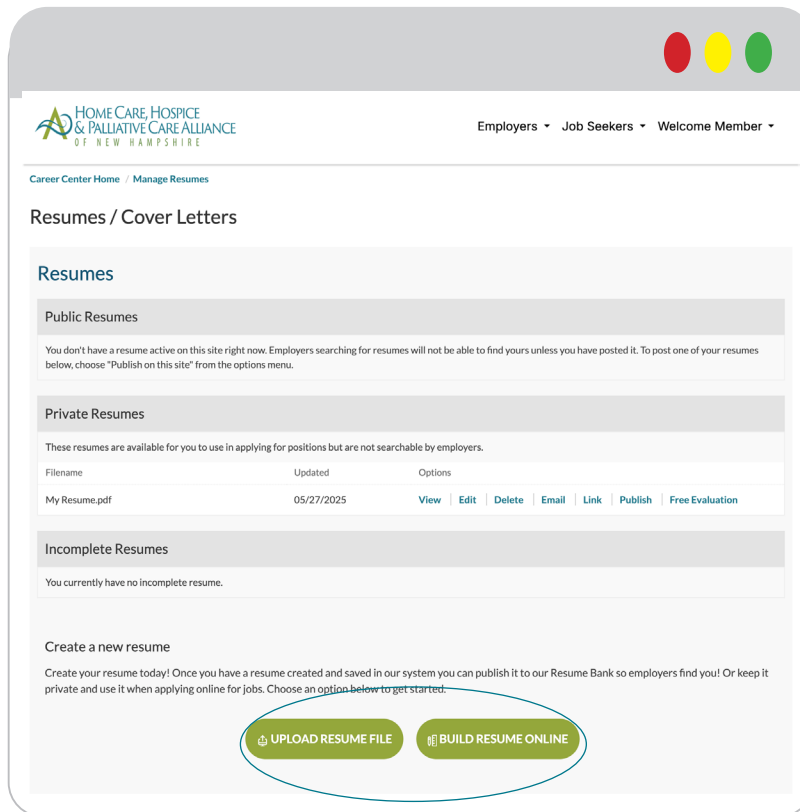 HOME CARE, HOSPICE
& PALLIATIVE CARE ALLIANCE
OF NEW HAMPSHIRE
Employers Job Seekers Welcome Member
Career Center Home / Manage Resumes
Resumes / Cover Letters
Resumes
Public Resumes
You don't have a resume active on this site right now. Employers searching for resumes will not be able to find yours unless you have posted it. To post one of your resumes
below, choose "Publish on this site" from the options menu.
Private Resumes
These resumes are available for you to use in applying for positions but are not searchable by employers.
Filename Updated Options
My Resume.pdf 05/27/2025 View Edit Delete Email Link Publish Free Evaluation
Incomplete Resumes
You currently have no incomplete resume.
Create a new resume
Create your resume today! Once you have a resume created and saved in our system you can publish it to our Resume Bank so employers find you! Or keep it
private and use it when applying online for jobs. Choose an option below to get started.
UPLOAD RESUME FILE BUILD RESUME ONLINE